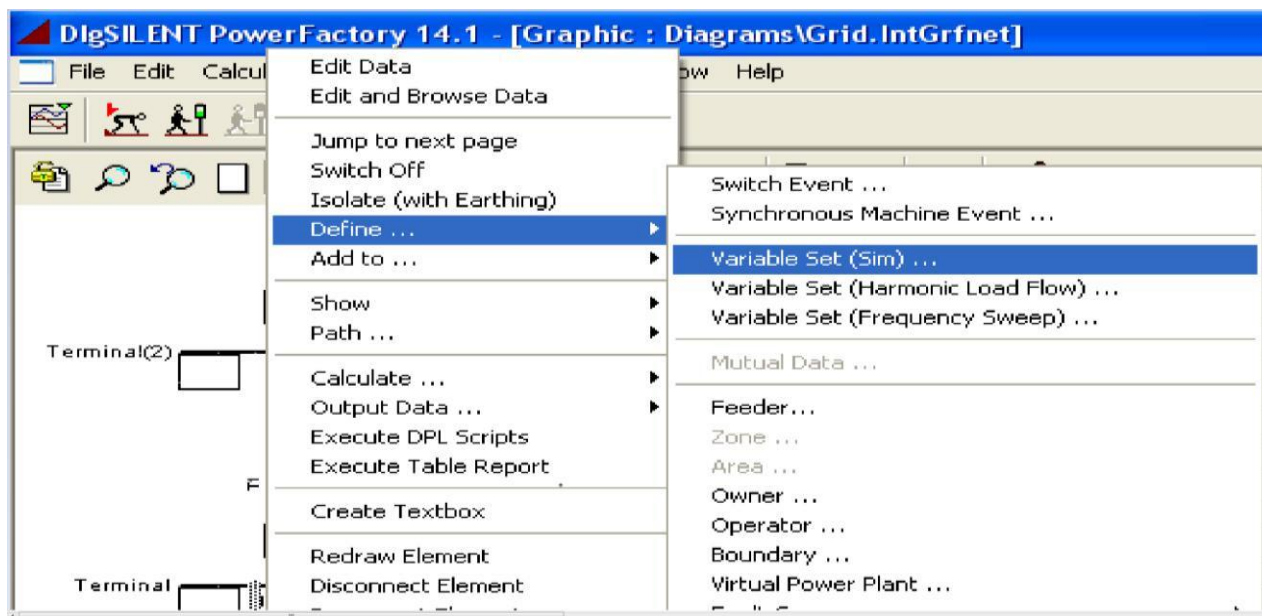 DIgSILENT PowerFactory 14.1 - [Graphic : Diagrams\Grid.IntGrfnet]
File Edit Calcul
ow Help
Edit Data
Edit and Browse Data
Jump to next page
Switch Off
Isolate (with Earthing)
Define ...
Add to ...
Show
Path ...
Calculate ...
Output Data ...
Execute DPL Scripts
Execute Table Report
Create Textbox
Redraw Element
Disconnect Element
Switch Event ...
Synchronous Machine Event ...
Variable Set (Sim) ...
Variable Set (Harmonic Load Flow) ...
Variable Set (Frequency Sweep) ...
Mutual Data ...
Feeder...
Zone ...
Area ...
Owner ...
Operator ...
Boundary ...
Virtual Power Plant ...
Terminal(2)
F
Terminal